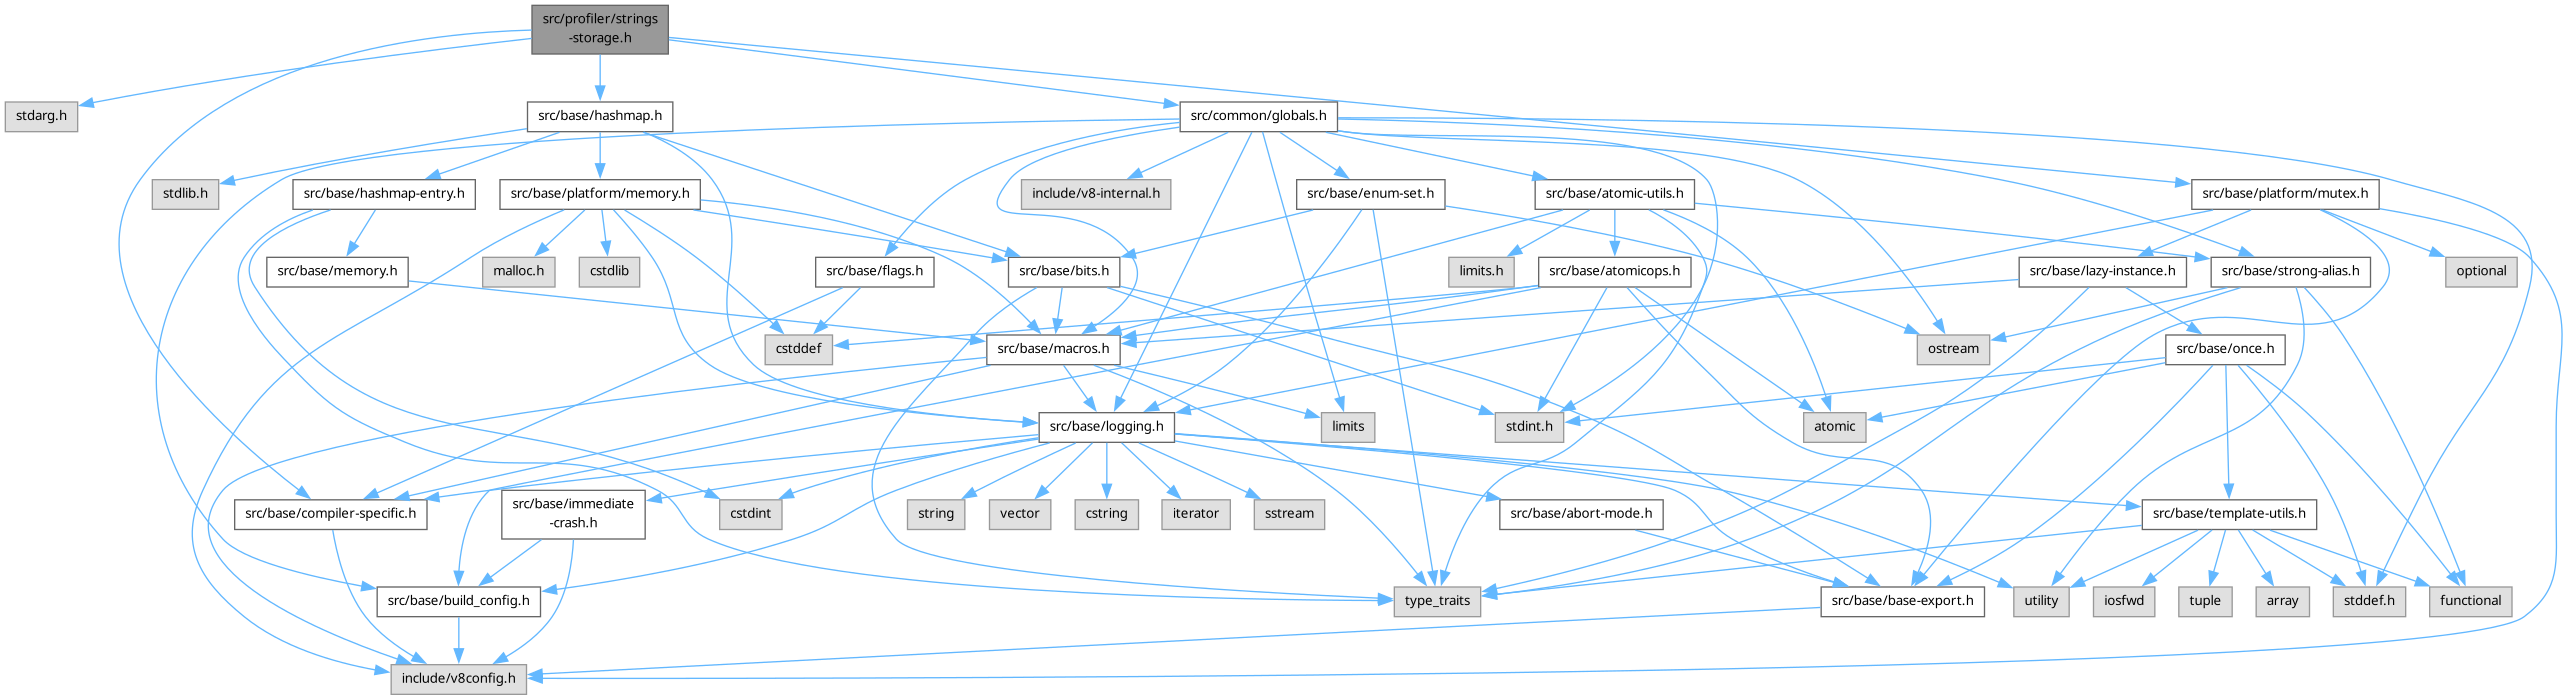 src/profiler/strings
-storage.h
stdarg.h
src/base/hashmap.h
src/common/globals.h
stdlib.h
src/base/hashmap-entry.h
src/base/platform/memory.h
include/v8-internal.h
src/base/enum-set.h
src/base/atomic-utils.h
src/base/platform/mutex.h
src/base/memory.h
malloc.h
cstdlib
src/base/flags.h
src/base/bits.h
limits.h
src/base/atomicops.h
src/base/lazy-instance.h
src/base/strong-alias.h
optional
cstddef
src/base/macros.h
ostream
src/base/once.h
src/base/logging.h
limits
stdint.h
atomic
src/base/compiler-specific.h
src/base/immediate
-crash.h
cstdint
string
vector
cstring
iterator
sstream
src/base/abort-mode.h
src/base/template-utils.h
src/base/build_config.h
type_traits
src/base/base-export.h
utility
iosfwd
tuple
array
stddef.h
functional
include/v8config.h